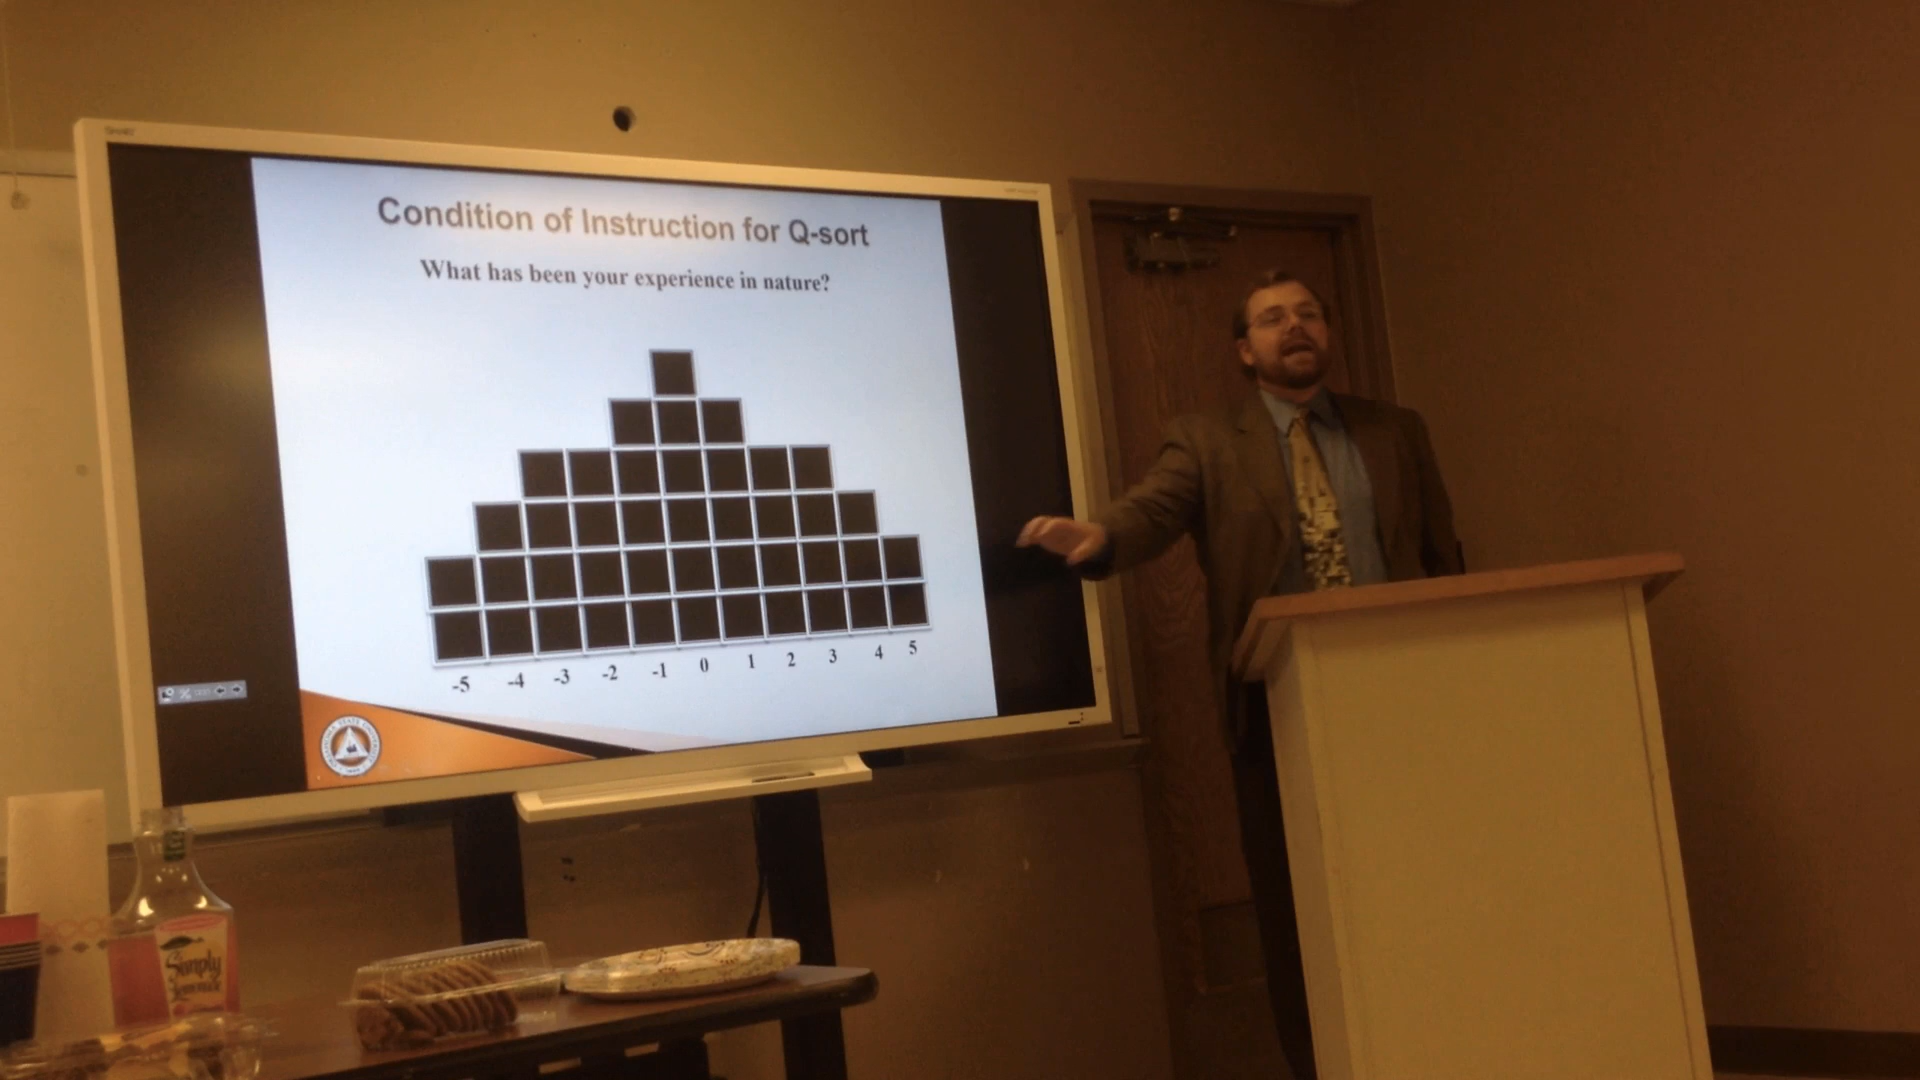 Condition of Instruction for Q-sort
What has been your experience in nature?
-5 -4 -3 -2 -1 0 1 2 3 4 5
Simply
Lemonade